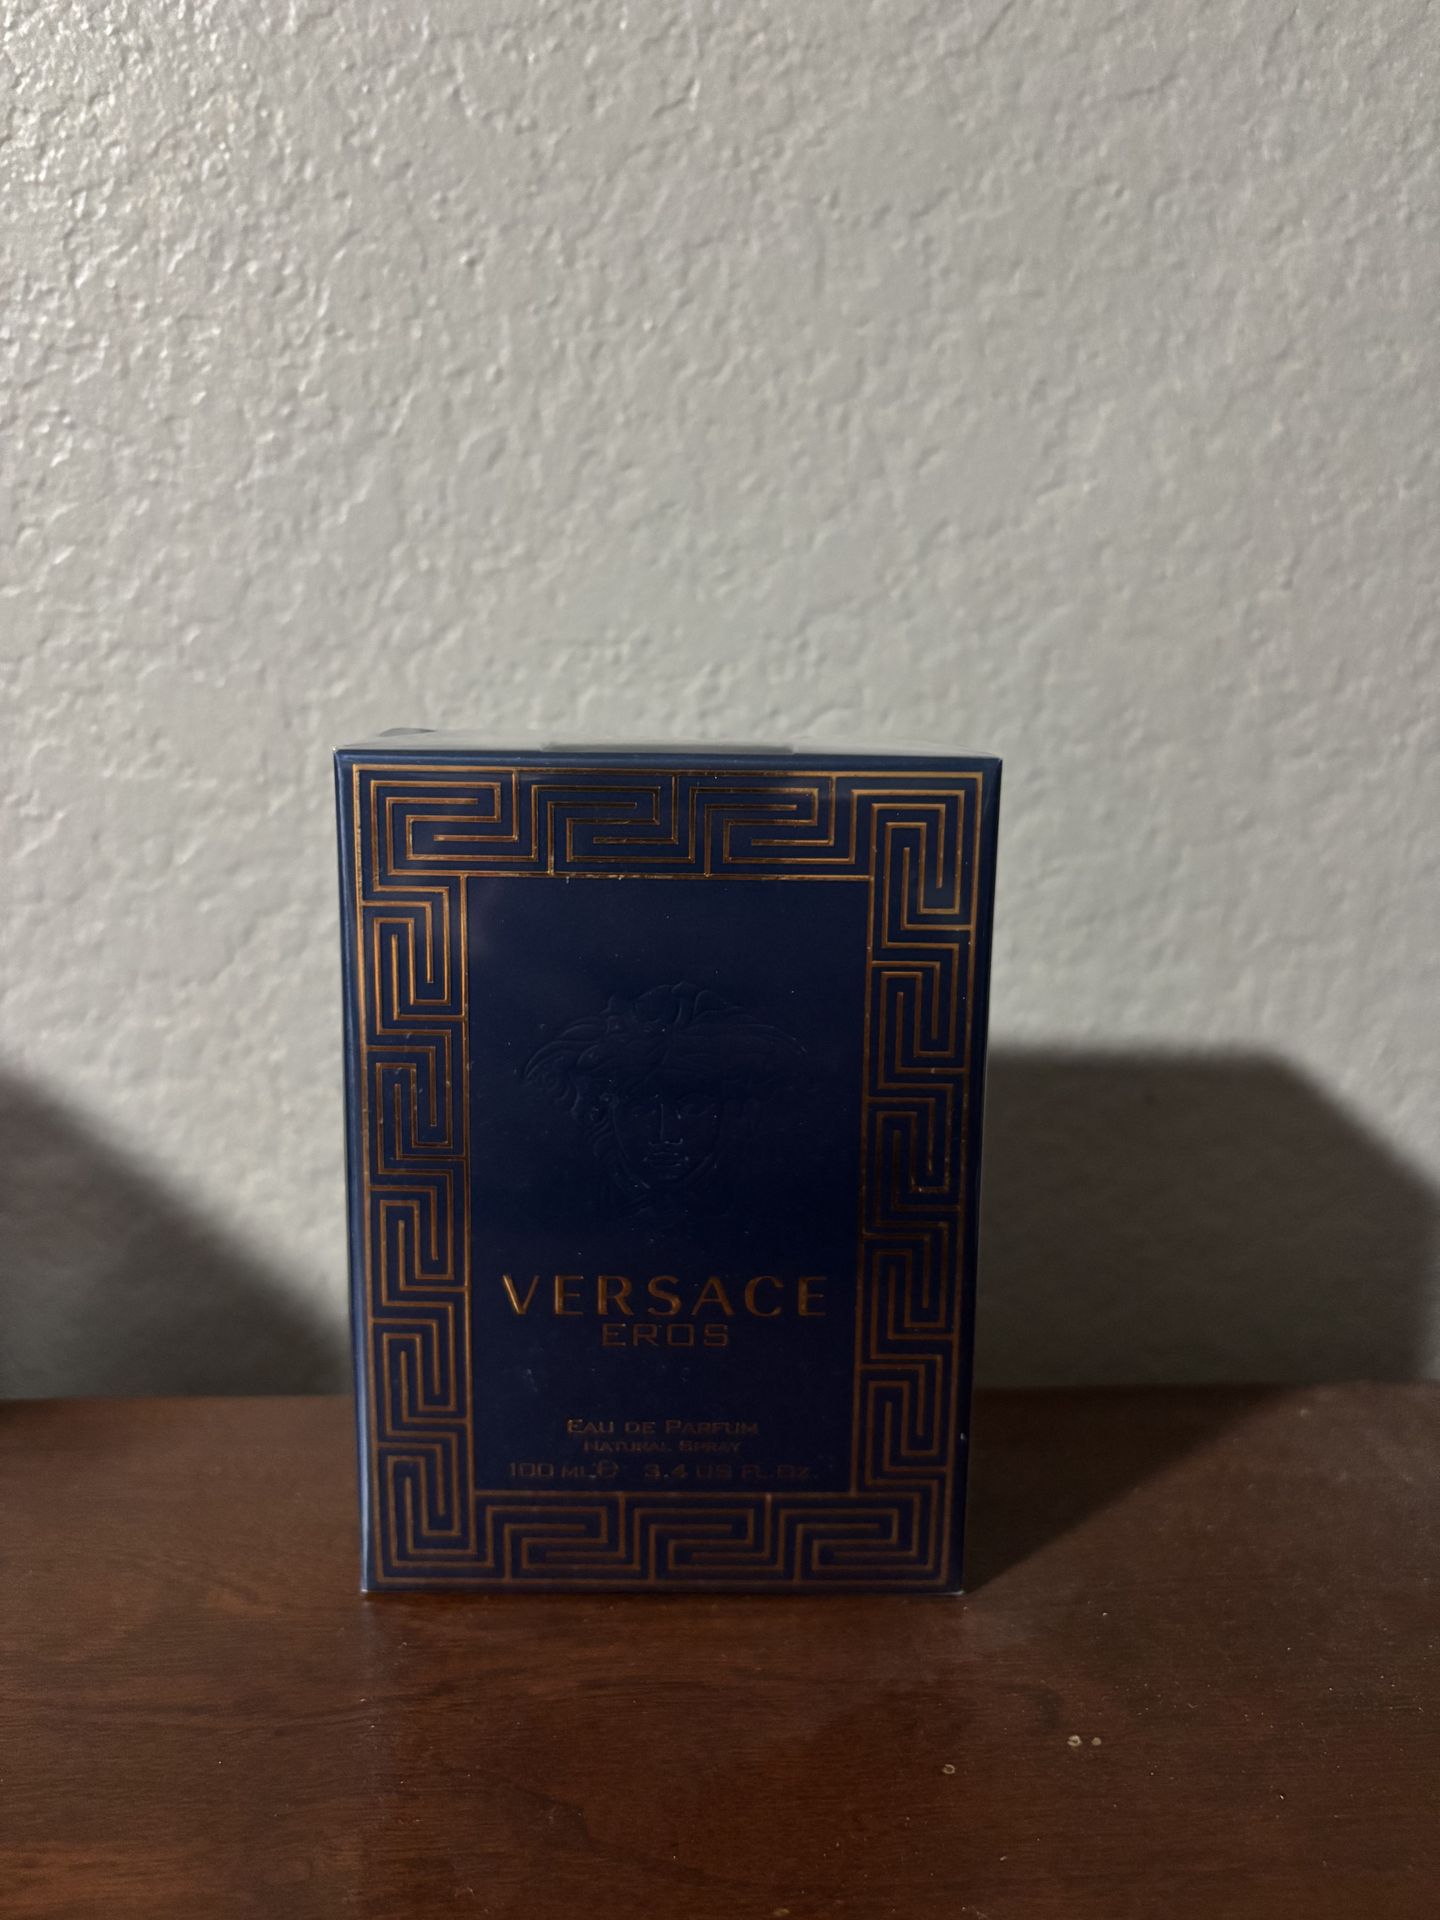 VERSACE
EROS
EAU DE PARFUM
NATURAL SPRAY
100 ML ℮ 3.4 US FL.OZ.